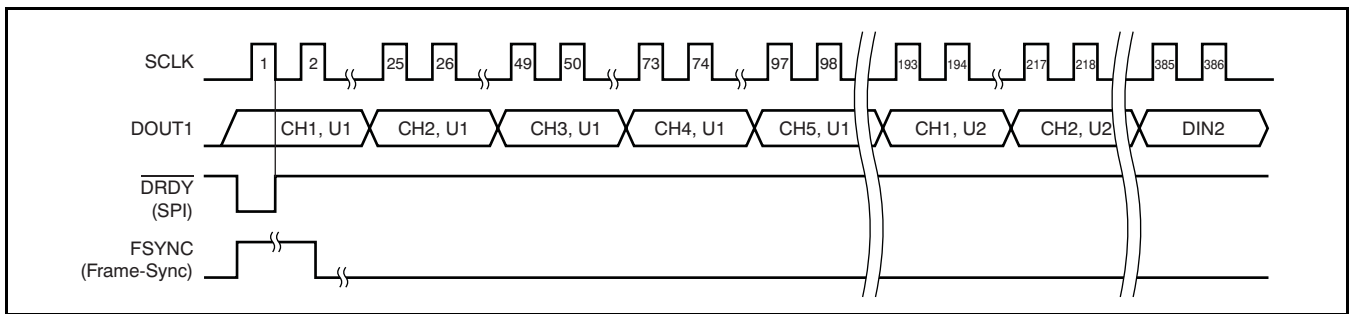 SCLK
1 2 25 26 49 50 73 74 97 98 193 194 217 218 385 386
DOUT1
CH1, U1 CH2, U1 CH3, U1 CH4, U1 CH5, U1 CH1, U2 CH2, U2 DIN2
DRDY
(SPI)
FSYNC
(Frame-Sync)